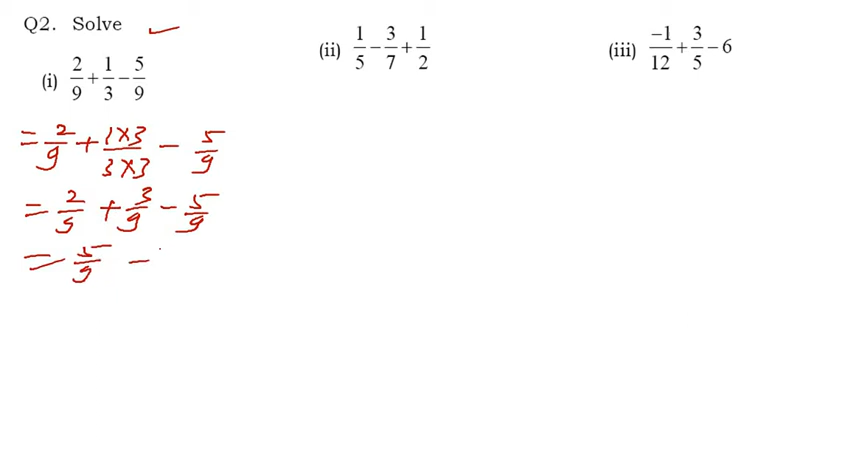 Q2. Solve
(i) 2/9 + 1/3 − 5/9
(ii) 1/5 − 3/7 + 1/2
(iii) −1/12 + 3/5 − 6
= 2/9 + 1×3/3×3 − 5/9
= 2/9 + 3/9 − 5/9
= 5/9 −